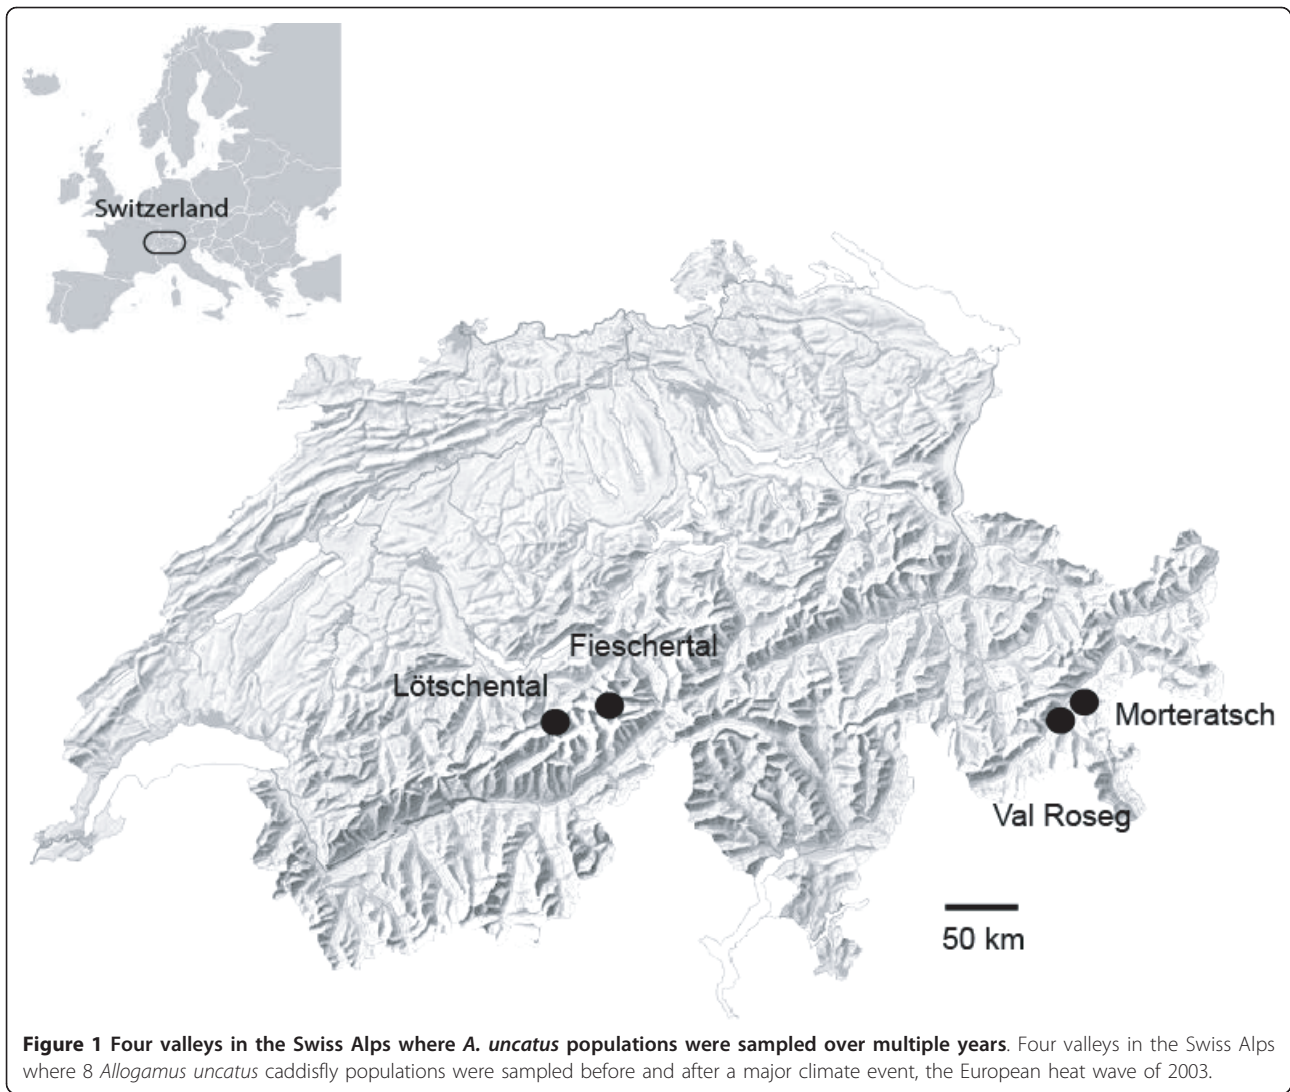 Switzerland
Fieschertal
Lötschental
Morteratsch
Val Roseg
50 km
Figure 1 Four valleys in the Swiss Alps where A. uncatus populations were sampled over multiple years. Four valleys in the Swiss Alps
where 8 Allogamus uncatus caddisfly populations were sampled before and after a major climate event, the European heat wave of 2003.